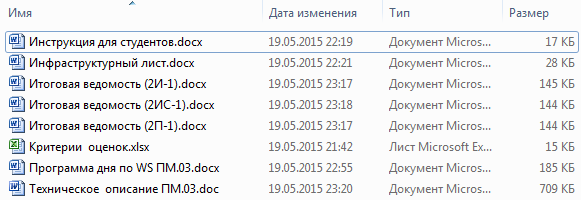 Имя Дата изменения Тип Размер
Инструкция для студентов.docx 19.05.2015 22:19 Документ Micros... 17 КБ
Инфраструктурный лист.docx 19.05.2015 22:21 Документ Micros... 28 КБ
Итоговая ведомость (2И-1).docx 19.05.2015 23:17 Документ Micros... 145 КБ
Итоговая ведомость (2ИС-1).docx 19.05.2015 23:18 Документ Micros... 144 КБ
Итоговая ведомость (2П-1).docx 19.05.2015 23:17 Документ Micros... 144 КБ
Критерии оценок.xlsx 19.05.2015 21:42 Лист Microsoft Ex... 15 КБ
Программа дня по WS ПМ.03.docx 19.05.2015 22:55 Документ Micros... 185 КБ
Техническое описание ПМ.03.doc 19.05.2015 23:20 Документ Micros... 709 КБ